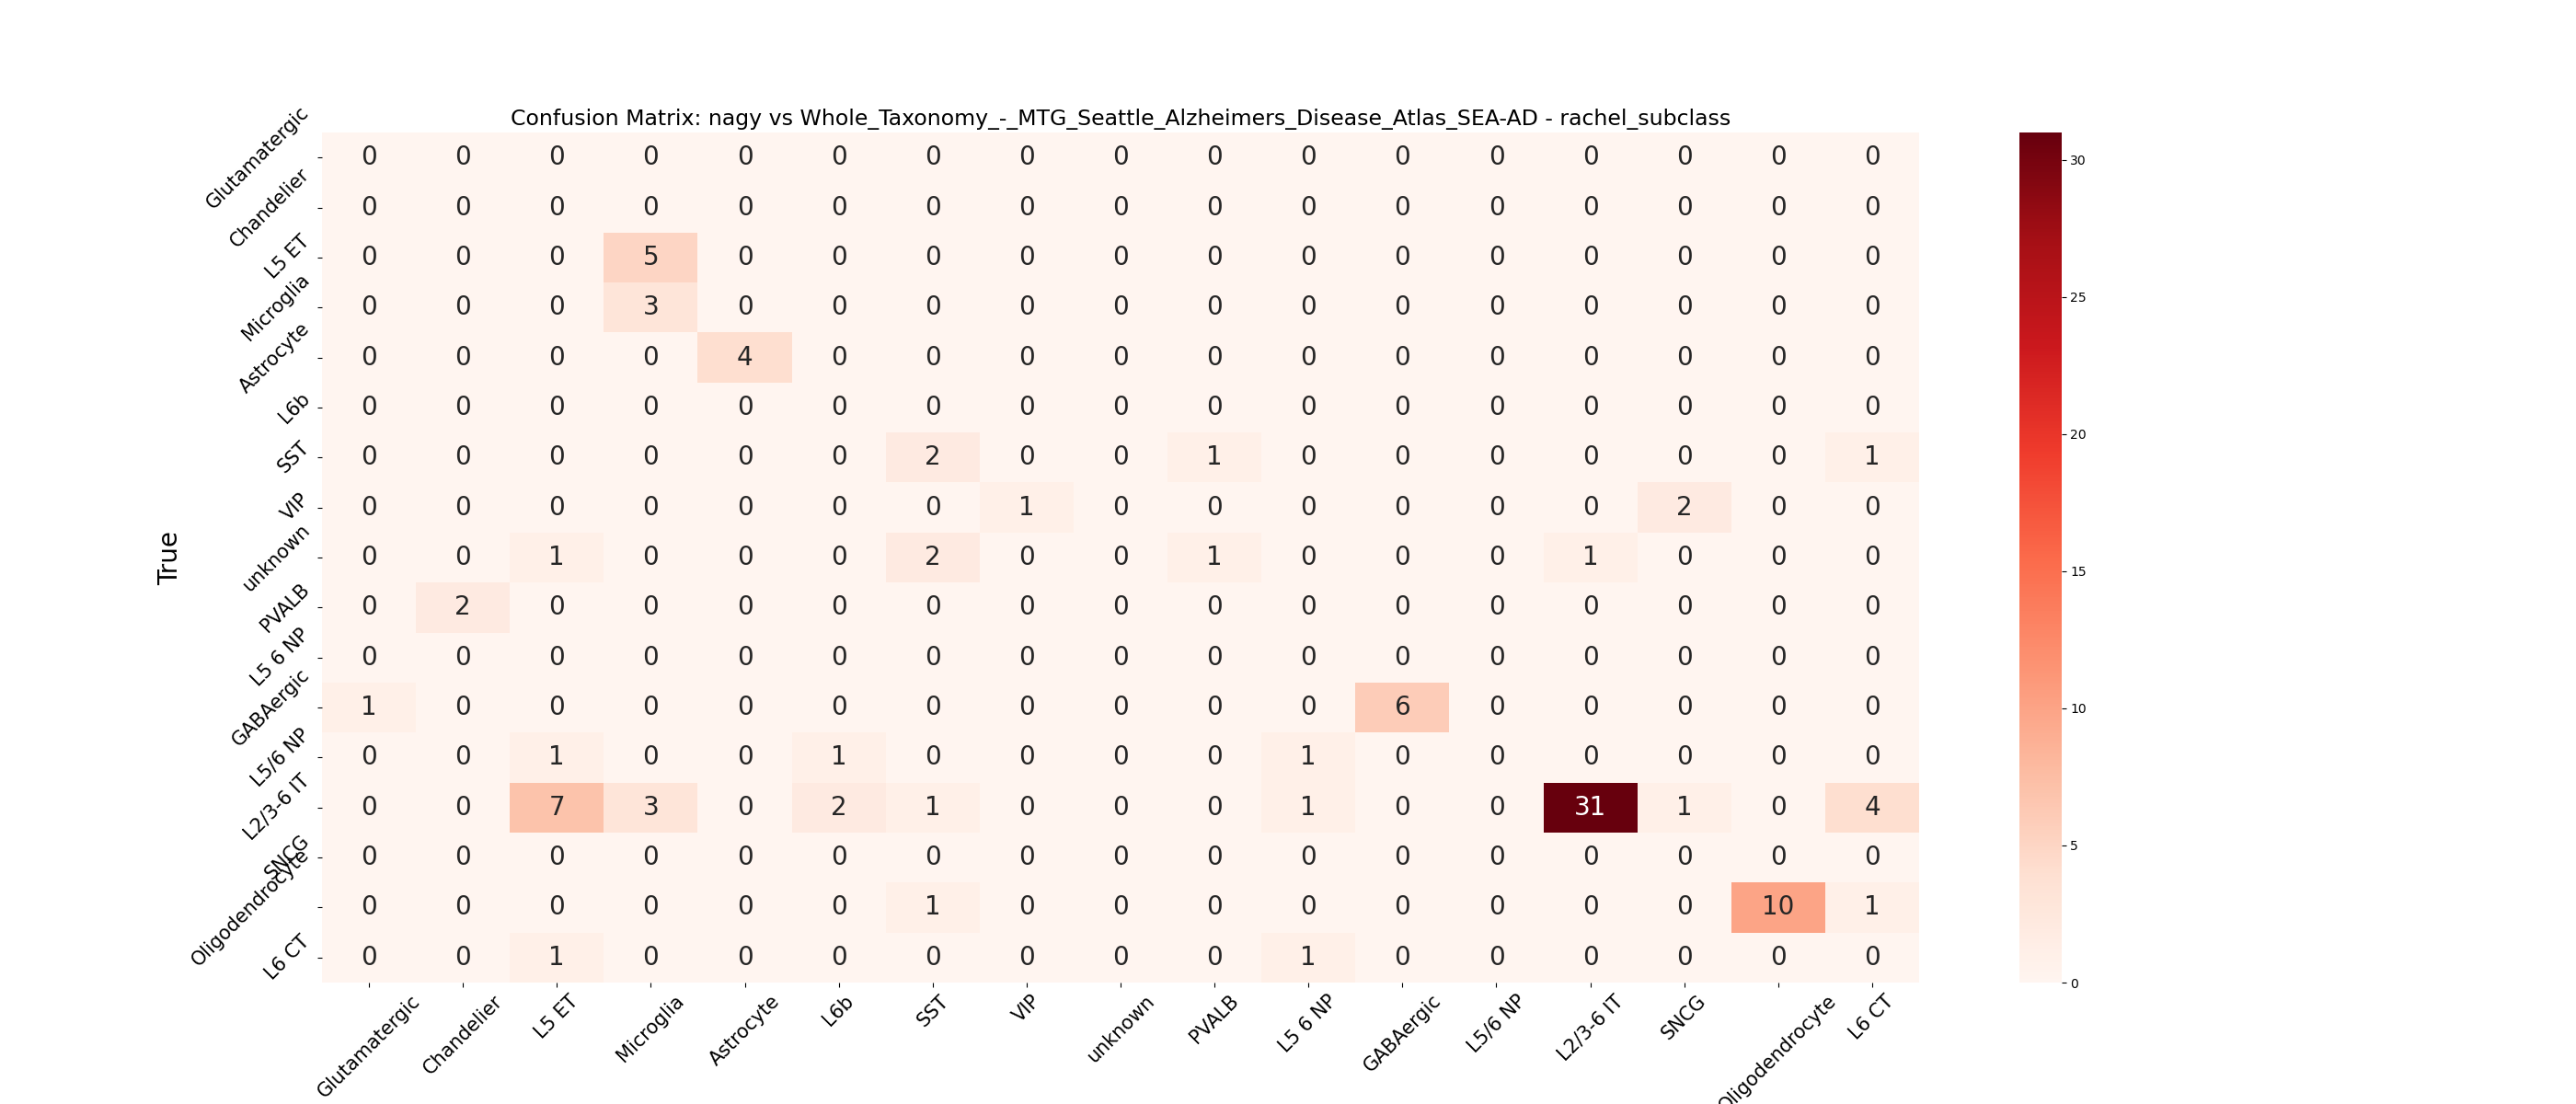 Confusion Matrix: nagy vs Whole_Taxonomy_-_MTG_Seattle_Alzheimers_Disease_Atlas_SEA-AD - rachel_subclass
True
Glutamatergic 0 0 0 0 0 0 0 0 0 0 0 0 0 0 0 0 0
Chandelier 0 0 0 0 0 0 0 0 0 0 0 0 0 0 0 0 0
L5 ET 0 0 0 5 0 0 0 0 0 0 0 0 0 0 0 0 0
Microglia 0 0 0 3 0 0 0 0 0 0 0 0 0 0 0 0 0
Astrocyte 0 0 0 0 4 0 0 0 0 0 0 0 0 0 0 0 0
L6b 0 0 0 0 0 0 0 0 0 0 0 0 0 0 0 0 0
SST 0 0 0 0 0 0 2 0 0 1 0 0 0 0 0 0 1
VIP 0 0 0 0 0 0 0 1 0 0 0 0 0 0 2 0 0
unknown 0 0 1 0 0 0 2 0 0 1 0 0 0 1 0 0 0
PVALB 0 2 0 0 0 0 0 0 0 0 0 0 0 0 0 0 0
L5 6 NP 0 0 0 0 0 0 0 0 0 0 0 0 0 0 0 0 0
GABAergic 1 0 0 0 0 0 0 0 0 0 0 6 0 0 0 0 0
L5/6 NP 0 0 1 0 0 1 0 0 0 0 1 0 0 0 0 0 0
L2/3-6 IT 0 0 7 3 0 2 1 0 0 0 1 0 0 31 1 0 4
SNCG 0 0 0 0 0 0 0 0 0 0 0 0 0 0 0 0 0
Oligodendrocyte 0 0 0 0 0 0 1 0 0 0 0 0 0 0 0 10 1
L6 CT 0 0 1 0 0 0 0 0 0 0 1 0 0 0 0 0 0
Glutamatergic Chandelier L5 ET Microglia Astrocyte L6b SST VIP unknown PVALB L5 6 NP GABAergic L5/6 NP L2/3-6 IT SNCG Oligodendrocyte L6 CT
30
25
20
15
10
5
0